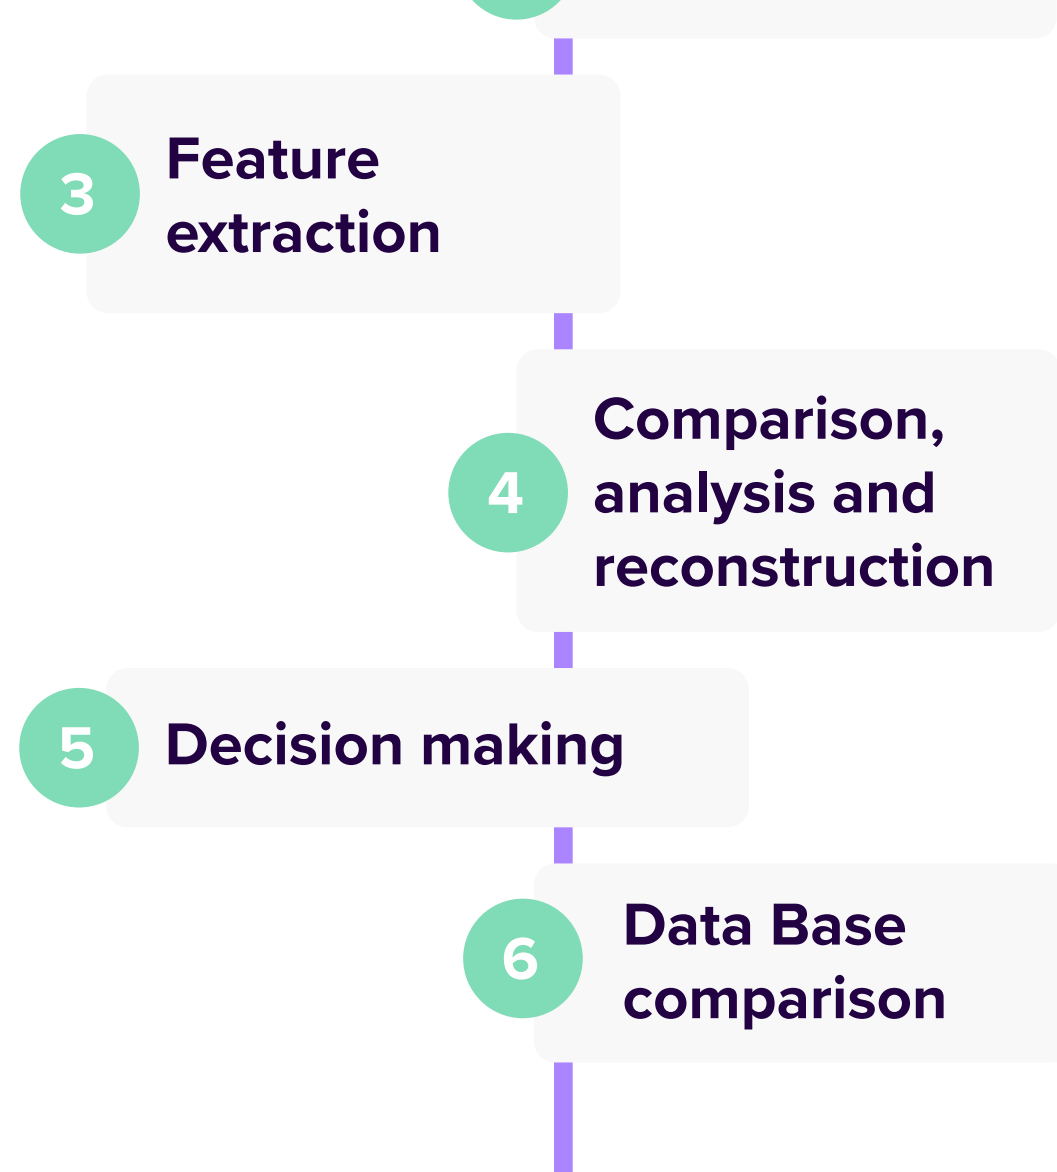 3
Feature
extraction
4
Comparison,
analysis and
reconstruction
5
Decision making
6
Data Base
comparison